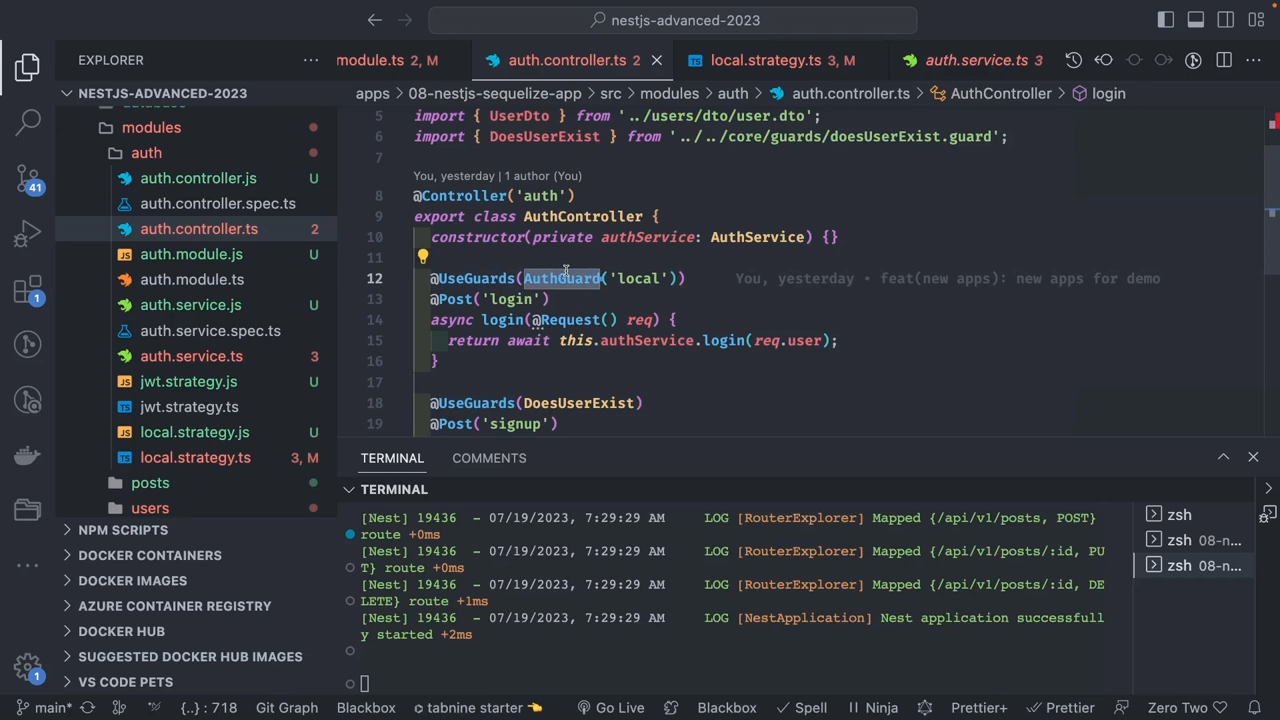 nestjs-advanced-2023
EXPLORER
module.ts 2, M
auth.controller.ts 2
local.strategy.ts 3, M
auth.service.ts 3
NESTJS-ADVANCED-2023
apps
08-nestjs-sequelize-app
src
modules
auth
auth.controller.ts
AuthController
login
modules
auth
auth.controller.js U
auth.controller.spec.ts
auth.controller.ts 2
auth.module.js U
auth.module.ts
auth.service.js U
auth.service.spec.ts
auth.service.ts 3
jwt.strategy.js U
jwt.strategy.ts
local.strategy.js U
local.strategy.ts 3, M
posts
users
NPM SCRIPTS
DOCKER CONTAINERS
DOCKER IMAGES
AZURE CONTAINER REGISTRY
DOCKER HUB
SUGGESTED DOCKER HUB IMAGES
VS CODE PETS
41
1
1
5 import { UserDto } from '../users/dto/user.dto';
6 import { DoesUserExist } from '../../core/guards/doesUserExist.guard';
7
You, yesterday | 1 author (You)
8 @Controller('auth')
9 export class AuthController {
10 constructor(private authService: AuthService) {}
11
12 @UseGuards(AuthGuard('local')) You, yesterday • feat(new apps): new apps for demo
13 @Post('login')
14 async login(@Request() req) {
15 return await this.authService.login(req.user);
16 }
17
18 @UseGuards(DoesUserExist)
19 @Post('signup')
TERMINAL COMMENTS
TERMINAL
[Nest] 19436 - 07/19/2023, 7:29:29 AM LOG [RouterExplorer] Mapped {/api/v1/posts, POST}
route +0ms
[Nest] 19436 - 07/19/2023, 7:29:29 AM LOG [RouterExplorer] Mapped {/api/v1/posts/:id, PU
T} route +0ms
[Nest] 19436 - 07/19/2023, 7:29:29 AM LOG [RouterExplorer] Mapped {/api/v1/posts/:id, DE
LETE} route +1ms
[Nest] 19436 - 07/19/2023, 7:29:29 AM LOG [NestApplication] Nest application successfull
y started +2ms
zsh
zsh 08-n...
zsh 08-n...
main* {..} : 718 Git Graph Blackbox tabnine starter Go Live Blackbox Spell Ninja Prettier+ Prettier Zero Two